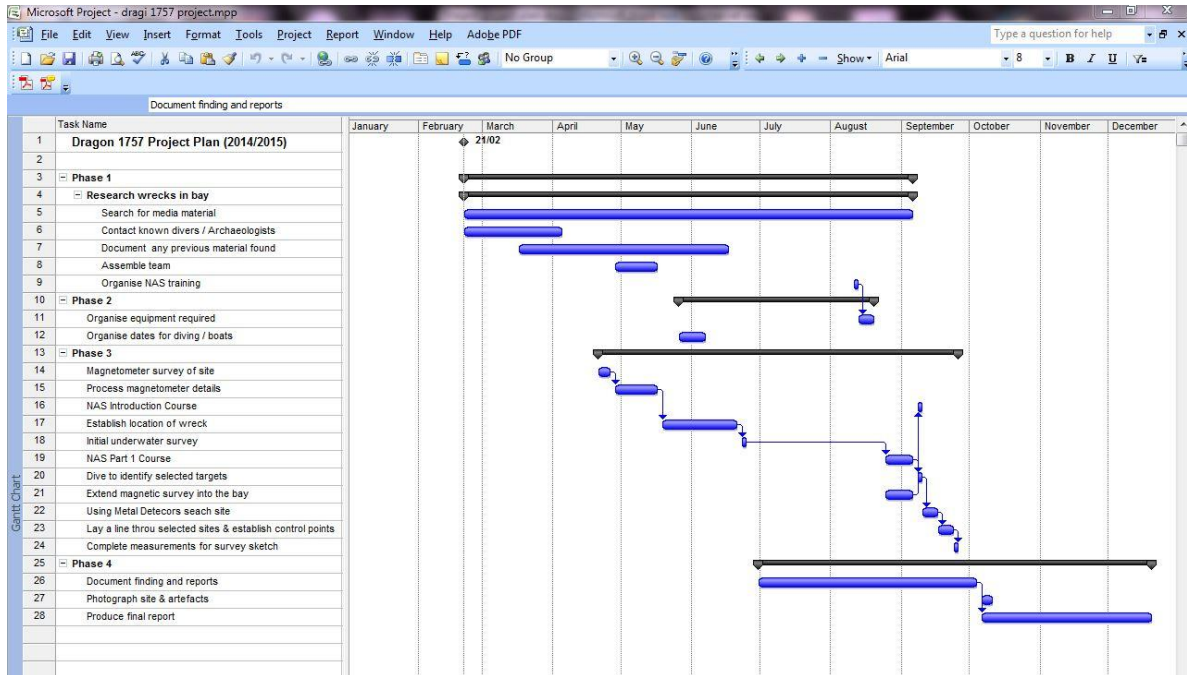 Microsoft Project - dragi 1757 project.mpp
File Edit View Insert Format Tools Project Report Window Help Adobe PDF Type a question for help
No Group Show Arial 8 B I U
Document finding and reports
Task Name January February March April May June July August September October November December
1 Dragon 1757 Project Plan (2014/2015) 21/02
2
3 Phase 1
4 Research wrecks in bay
5 Search for media material
6 Contact known divers / Archaeologists
7 Document any previous material found
8 Assemble team
9 Organise NAS training
10 Phase 2
11 Organise equipment required
12 Organise dates for diving / boats
13 Phase 3
14 Magnetometer survey of site
15 Process magnetometer details
16 NAS Introduction Course
17 Establish location of wreck
18 Initial underwater survey
19 NAS Part 1 Course
20 Dive to identify selected targets
21 Extend magnetic survey into the bay
22 Using Metal Detecors seach site
23 Lay a line throu selected sites & establish control points
24 Complete measurements for survey sketch
25 Phase 4
26 Document finding and reports
27 Photograph site & artefacts
28 Produce final report
Gantt Chart